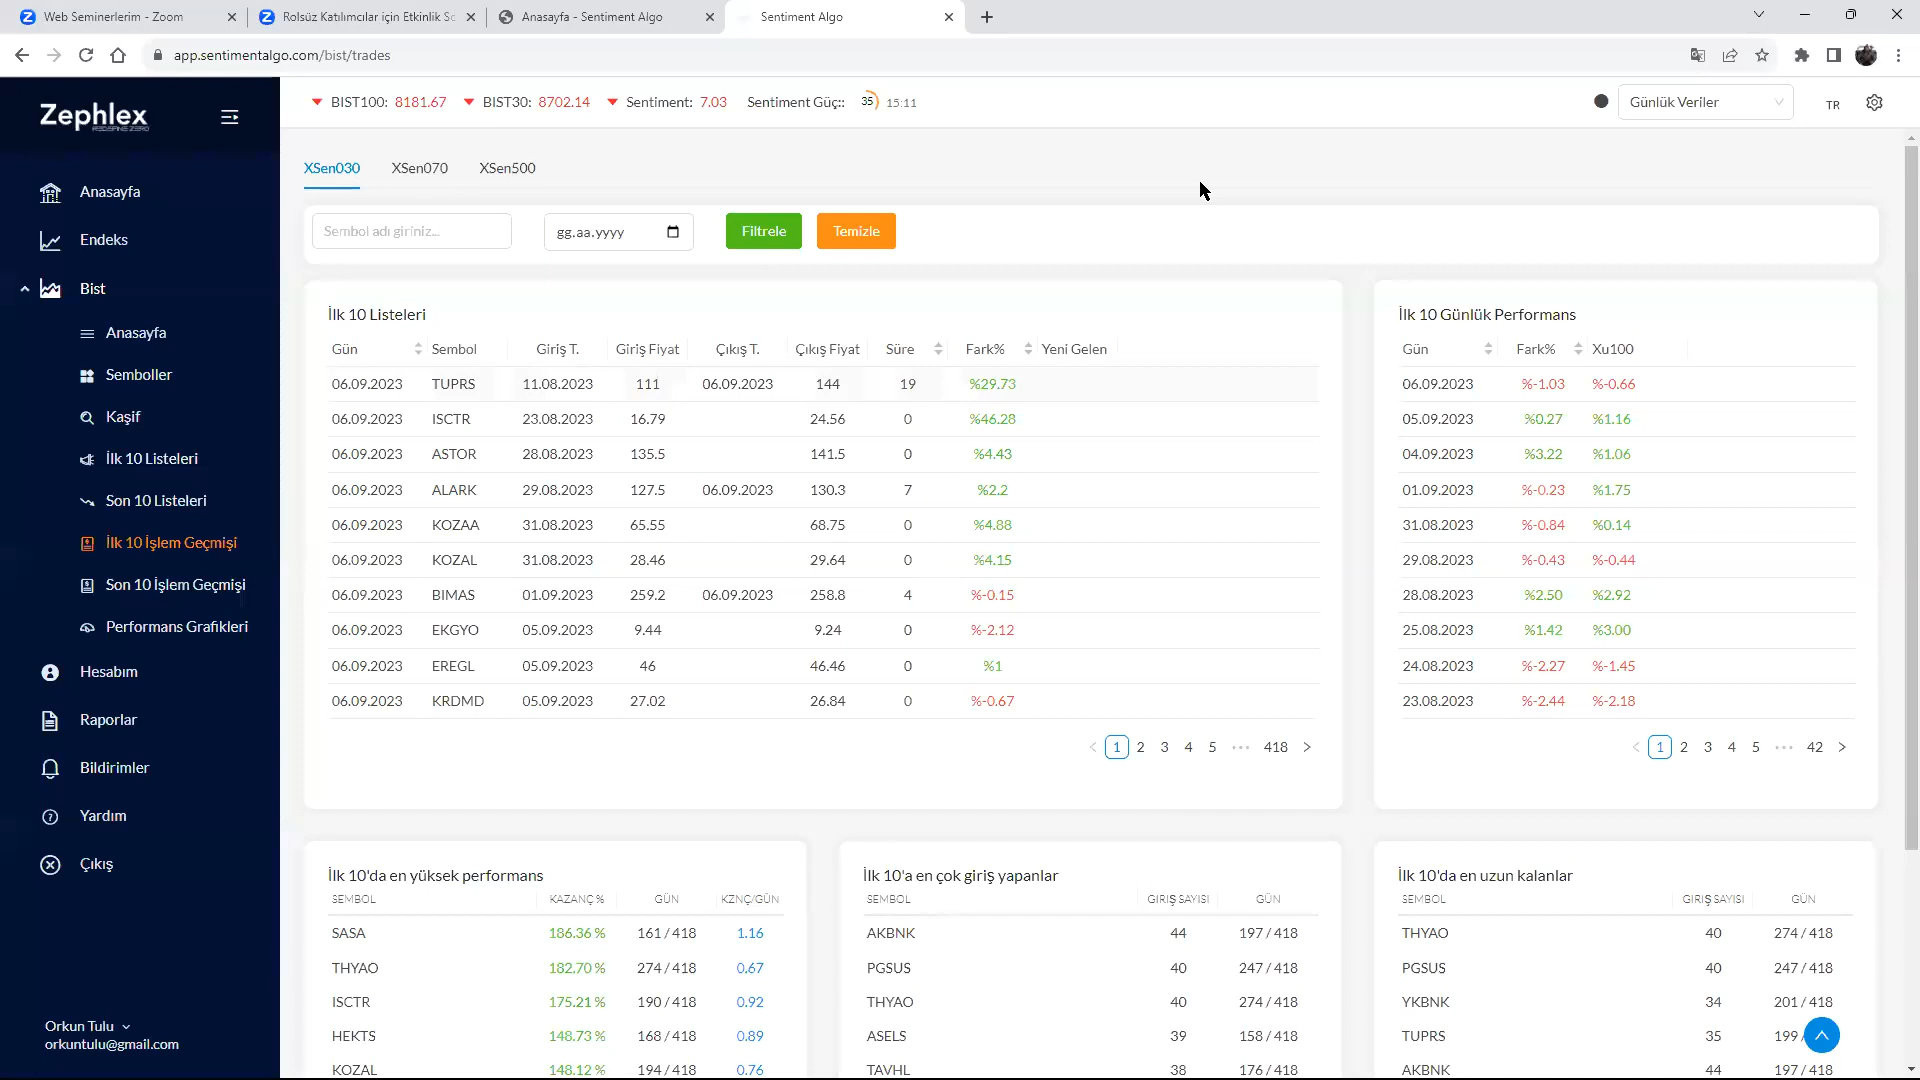 Web Seminerlerim - Zoom
Rolsüz Katılımcılar için Etkinlik Sc
Anasayfa - Sentiment Algo
Sentiment Algo
app.sentimentalgo.com/bist/trades
Zephlex
BIST100: 8181.67 BIST30: 8702.14 Sentiment: 7.03 Sentiment Güç:: 35 15:11
Günlük Veriler
TR
Anasayfa
Endeks
Bist
Anasayfa
Semboller
Kaşif
İlk 10 Listeleri
Son 10 Listeleri
İlk 10 İşlem Geçmişi
Son 10 İşlem Geçmişi
Performans Grafikleri
Hesabım
Raporlar
Bildirimler
Yardım
Çıkış
Orkun Tulu
orkuntulu@gmail.com
XSen030 XSen070 XSen500
Sembol adı giriniz...
gg.aa.yyyy
Filtrele
Temizle
İlk 10 Listeleri
Gün Sembol Giriş T. Giriş Fiyat Çıkış T. Çıkış Fiyat Süre Fark% Yeni Gelen
06.09.2023 TUPRS 11.08.2023 111 06.09.2023 144 19 %29.73
06.09.2023 ISCTR 23.08.2023 16.79 24.56 0 %46.28
06.09.2023 ASTOR 28.08.2023 135.5 141.5 0 %4.43
06.09.2023 ALARK 29.08.2023 127.5 06.09.2023 130.3 7 %2.2
06.09.2023 KOZAA 31.08.2023 65.55 68.75 0 %4.88
06.09.2023 KOZAL 31.08.2023 28.46 29.64 0 %4.15
06.09.2023 BIMAS 01.09.2023 259.2 06.09.2023 258.8 4 %-0.15
06.09.2023 EKGYO 05.09.2023 9.44 9.24 0 %-2.12
06.09.2023 EREGL 05.09.2023 46 46.46 0 %1
06.09.2023 KRDMD 05.09.2023 27.02 26.84 0 %-0.67
< 1 2 3 4 5 ••• 418 >
İlk 10 Günlük Performans
Gün Fark% Xu100
06.09.2023 %-1.03 %-0.66
05.09.2023 %0.27 %1.16
04.09.2023 %3.22 %1.06
01.09.2023 %-0.23 %1.75
31.08.2023 %-0.84 %0.14
29.08.2023 %-0.43 %-0.44
28.08.2023 %2.50 %2.92
25.08.2023 %1.42 %3.00
24.08.2023 %-2.27 %-1.45
23.08.2023 %-2.44 %-2.18
< 1 2 3 4 5 ••• 42 >
İlk 10'da en yüksek performans
SEMBOL KAZANÇ % GÜN KZNÇ/GÜN
SASA 186.36 % 161 / 418 1.16
THYAO 182.70 % 274 / 418 0.67
ISCTR 175.21 % 190 / 418 0.92
HEKTS 148.73 % 168 / 418 0.89
KOZAL 148.12 % 194 / 418 0.76
İlk 10'a en çok giriş yapanlar
SEMBOL GIRIŞ SAYISI GÜN
AKBNK 44 197 / 418
PGSUS 40 247 / 418
THYAO 40 274 / 418
ASELS 39 158 / 418
TAVHL 38 176 / 418
İlk 10'da en uzun kalanlar
SEMBOL GIRIŞ SAYISI GÜN
THYAO 40 274 / 418
PGSUS 40 247 / 418
YKBNK 34 201 / 418
TUPRS 35 199 /
AKBNK 44 197 / 418